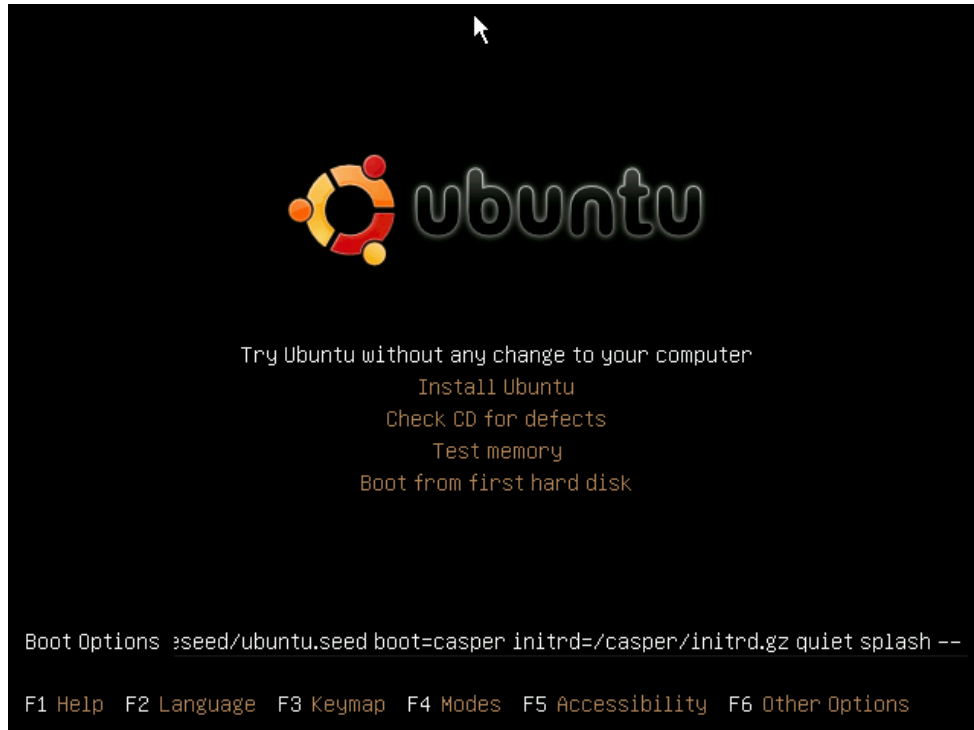 ubuntu
Try Ubuntu without any change to your computer
Install Ubuntu
Check CD for defects
Test memory
Boot from first hard disk
Boot Options eseed/ubuntu.seed boot=casper initrd=/casper/initrd.gz quiet splash --
F1 Help F2 Language F3 Keymap F4 Modes F5 Accessibility F6 Other Options